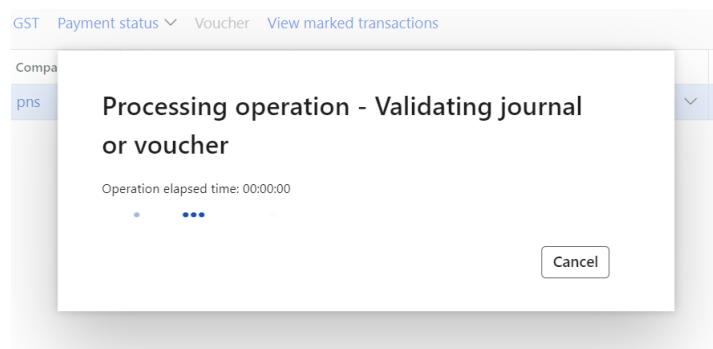 GST Payment status Voucher View marked transactions
Compa
pns
Processing operation - Validating journal
or voucher
Operation elapsed time: 00:00:00
Cancel